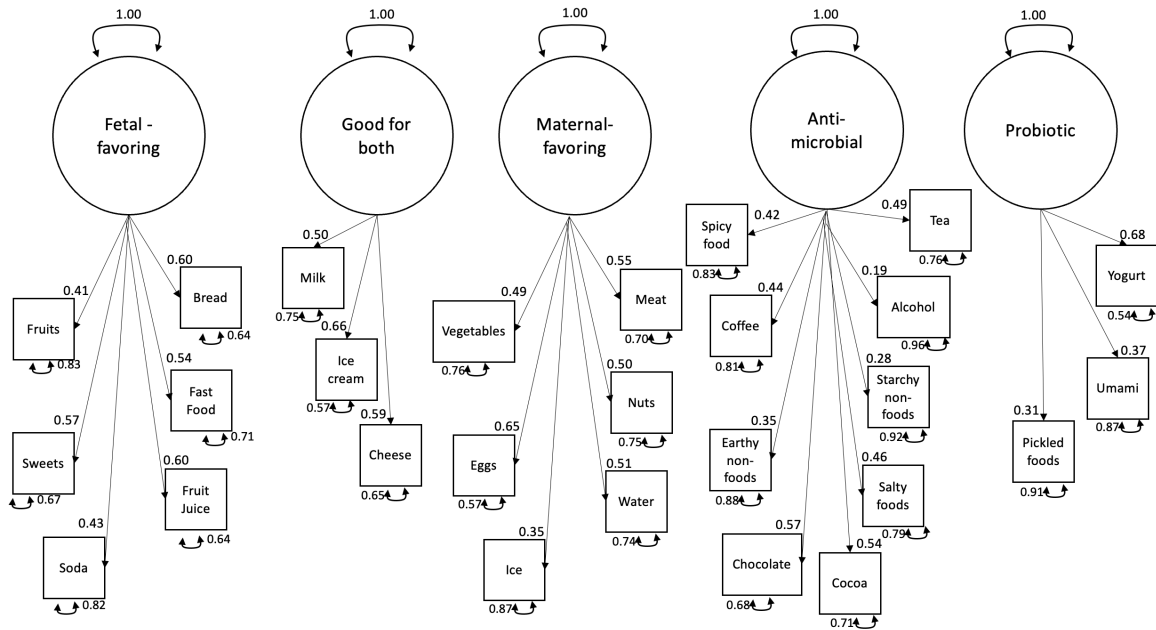 1.00
1.00
1.00
1.00
1.00
Fetal -
favoring
Good for
both
Maternal-
favoring
Anti-
microbial
Probiotic
0.41
Fruits
0.83
0.60
Bread
0.64
0.57
Sweets
0.67
0.54
Fast
Food
0.71
0.43
Soda
0.82
0.60
Fruit
Juice
0.64
0.50
Milk
0.75
0.66
Ice
cream
0.57
0.59
Cheese
0.65
0.49
Vegetables
0.76
0.55
Meat
0.70
0.65
Eggs
0.57
0.50
Nuts
0.75
0.35
Ice
0.87
0.51
Water
0.74
0.42
Spicy
food
0.83
0.49
Tea
0.76
0.44
Coffee
0.81
0.19
Alcohol
0.96
0.35
Earthy
non-
foods
0.88
0.28
Starchy
non-
foods
0.92
0.57
Chocolate
0.68
0.46
Salty
foods
0.79
0.54
Cocoa
0.71
0.68
Yogurt
0.54
0.31
Pickled
foods
0.91
0.37
Umami
0.87